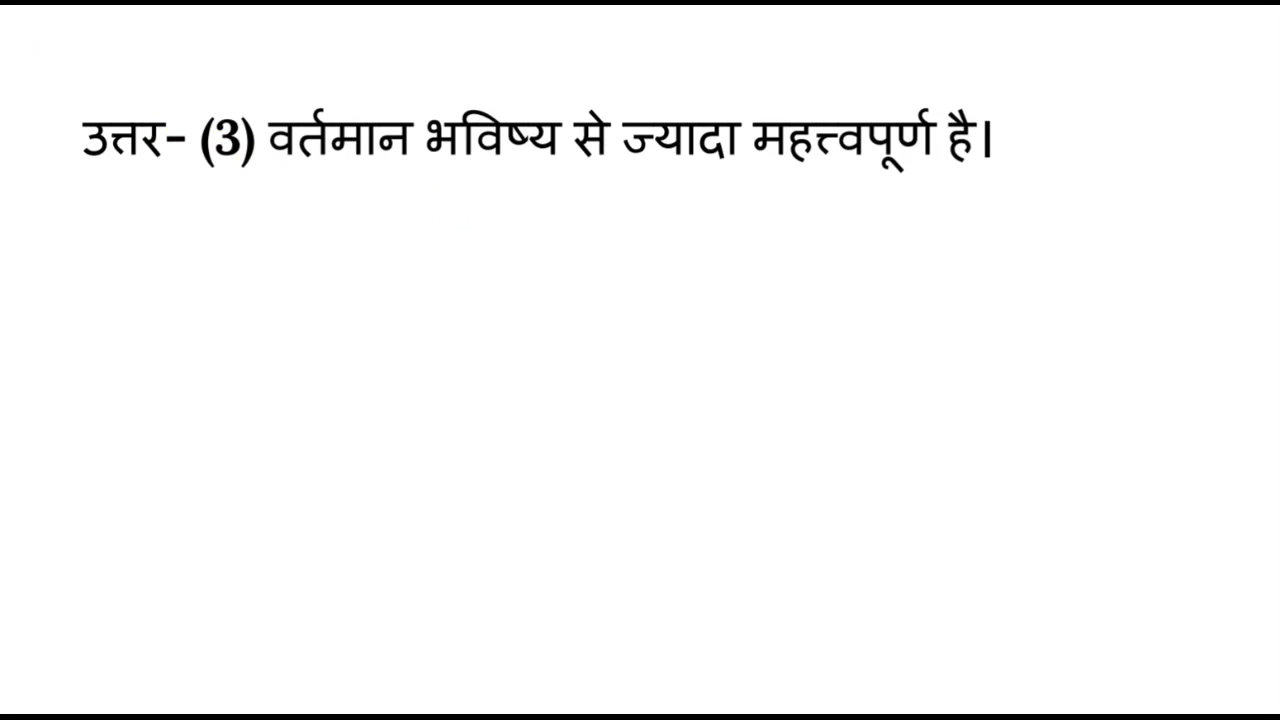 उत्तर- (3) वर्तमान भविष्य से ज्यादा महत्त्वपूर्ण है।